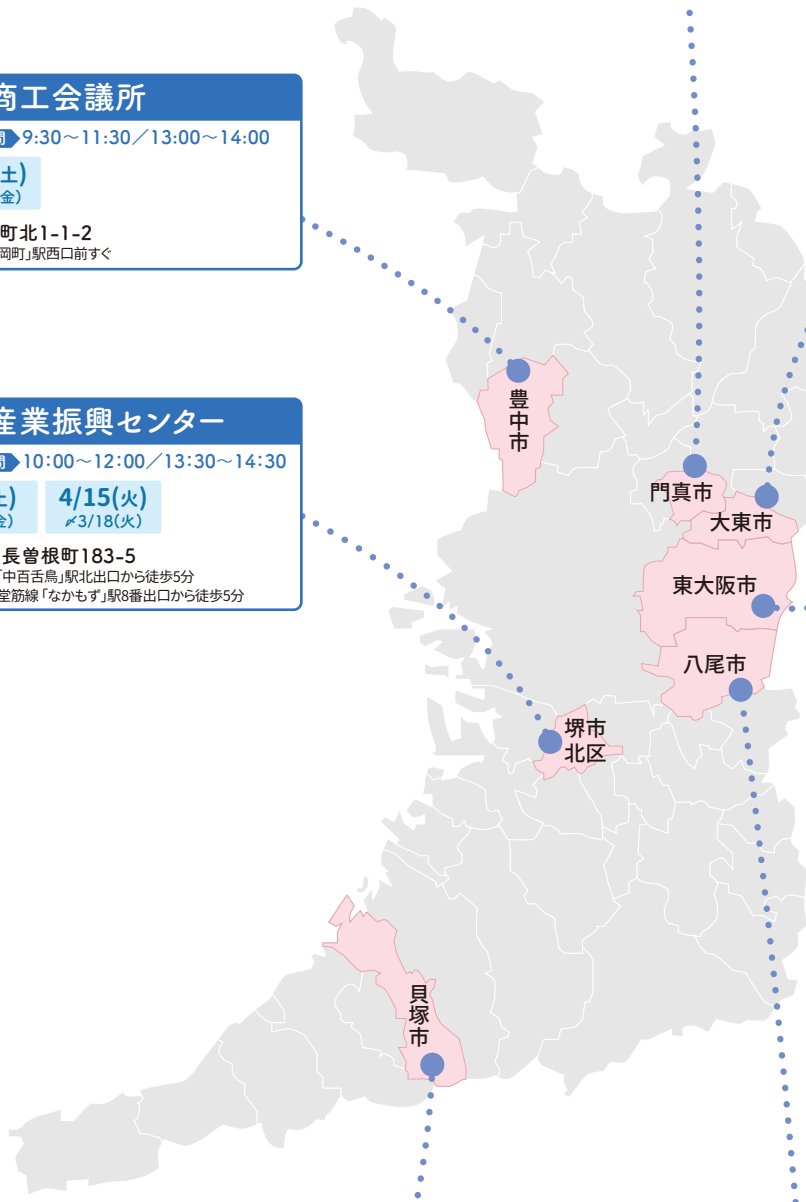 商工会議所
間 9:30〜11:30／13:00〜14:00
土)
金)
町北1-1-2
岡町」駅西口前すぐ
産業振興センター
間 10:00〜12:00／13:30〜14:30
土) 4/15(火)
金) 〆3/18(火)
長曽根町183-5
「中百舌鳥」駅北出口から徒歩5分
堂筋線「なかもず」駅8番出口から徒歩5分
豊中市
門真市
大東市
東大阪市
八尾市
堺市
北区
貝塚市